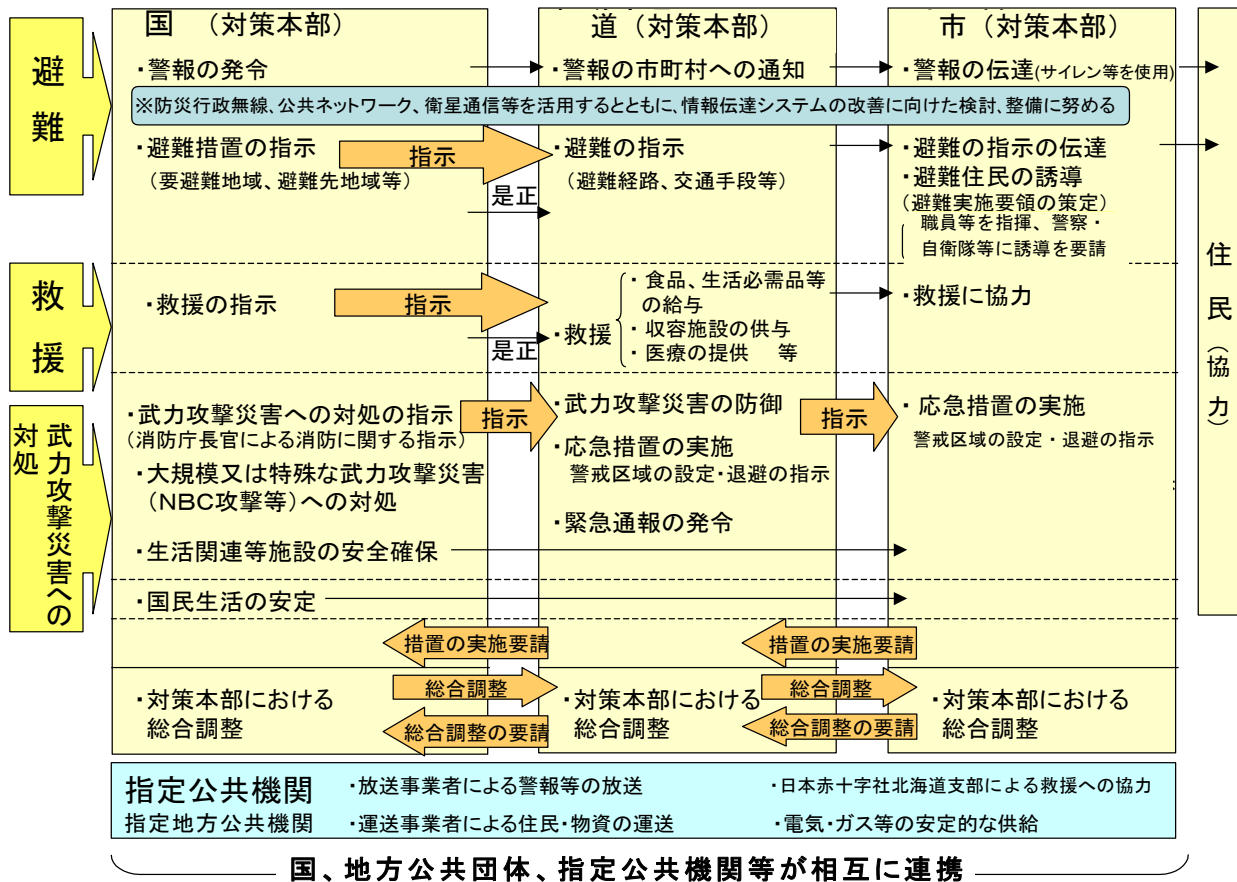 国（対策本部）
道（対策本部）
市（対策本部）
避難
・警報の発令
・警報の市町村への通知
・警報の伝達(サイレン等を使用)
※防災行政無線、公共ネットワーク、衛星通信等を活用するとともに、情報伝達システムの改善に向けた検討、整備に努める
・避難措置の指示
（要避難地域、避難先地域等）
指示
是正
・避難の指示
（避難経路、交通手段等）
・避難の指示の伝達
・避難住民の誘導
（避難実施要領の策定）
職員等を指揮、警察・
自衛隊等に誘導を要請
住民（協力）
救援
・救援の指示
指示
是正
・救援
・食品、生活必需品等
の給与
・収容施設の供与
・医療の提供　等
・救援に協力
武力攻撃災害への
対処
・武力攻撃災害への対処の指示
（消防庁長官による消防に関する指示）
・大規模又は特殊な武力攻撃災害
（ＮＢＣ攻撃等）への対処
指示
・武力攻撃災害の防御
・応急措置の実施
警戒区域の設定・退避の指示
・緊急通報の発令
指示
・応急措置の実施
警戒区域の設定・退避の指示
・生活関連等施設の安全確保
・国民生活の安定
措置の実施要請
措置の実施要請
・対策本部における
総合調整
総合調整
総合調整の要請
・対策本部における
総合調整
総合調整
総合調整の要請
・対策本部における
総合調整
指定公共機関
指定地方公共機関
・放送事業者による警報等の放送
・運送事業者による住民・物資の運送
・日本赤十字社北海道支部による救援への協力
・電気・ガス等の安定的な供給
国、地方公共団体、指定公共機関等が相互に連携